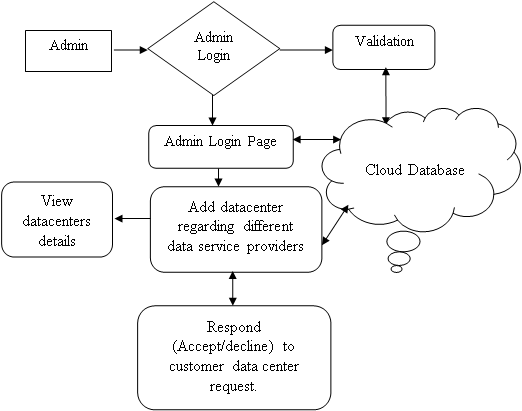 Admin
Admin
Login
Validation
Admin Login Page
Cloud Database
View
datacenters
details
Add datacenter
regarding different
data service providers
Respond
(Accept/decline) to
customer data center
request.